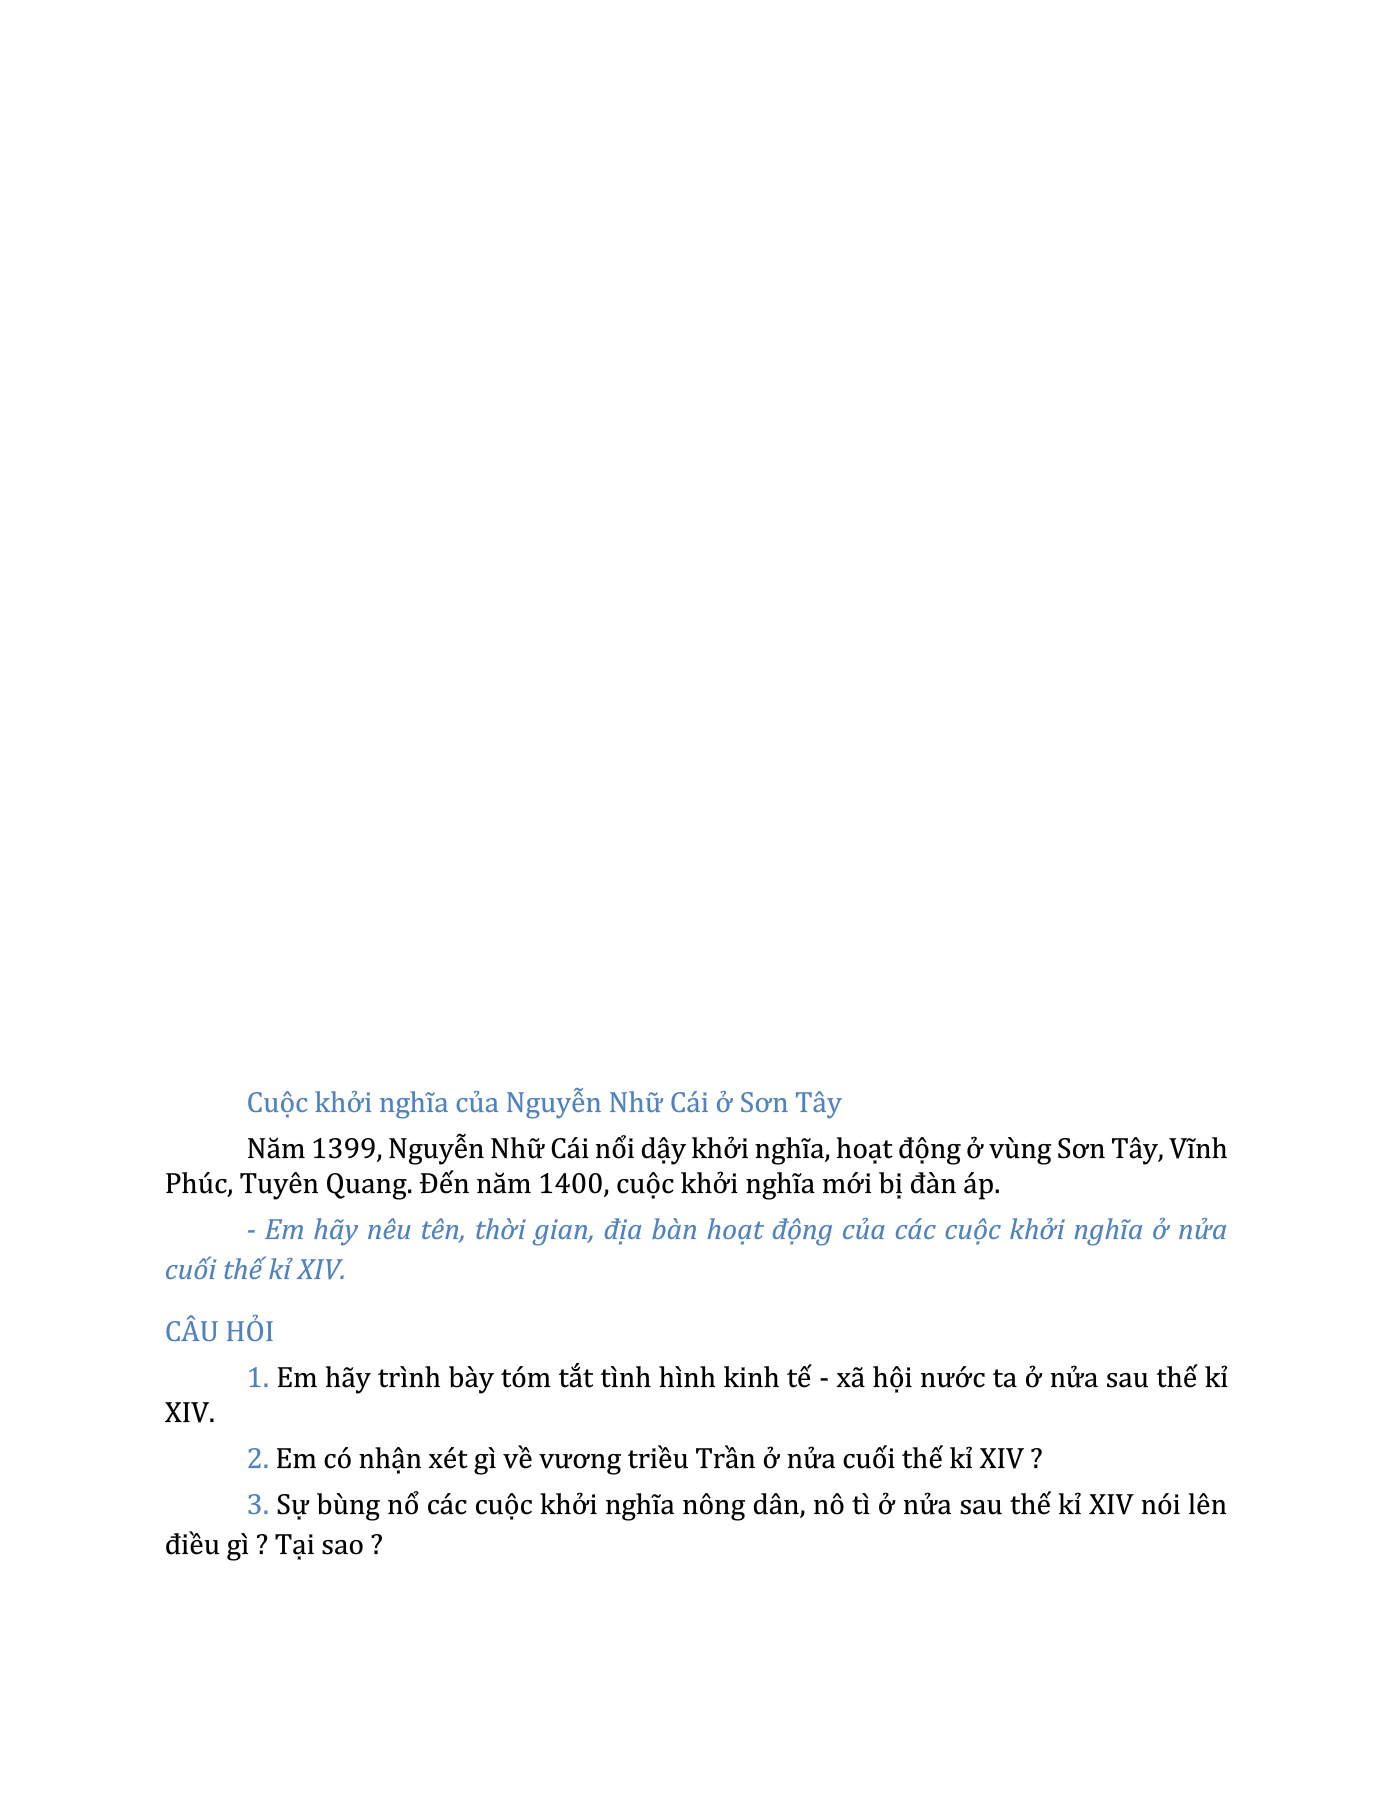 Cuộc khởi nghĩa của Nguyễn Nhữ Cái ở Sơn Tây
Năm 1399, Nguyễn Nhữ Cái nổi dậy khởi nghĩa, hoạt động ở vùng Sơn Tây, Vĩnh
Phúc, Tuyên Quang. Đến năm 1400, cuộc khởi nghĩa mới bị đàn áp.
- Em hãy nêu tên, thời gian, địa bàn hoạt động của các cuộc khởi nghĩa ở nửa
cuối thế kỉ XIV.
CÂU HỎI
1. Em hãy trình bày tóm tắt tình hình kinh tế - xã hội nước ta ở nửa sau thế kỉ
XIV.
2. Em có nhận xét gì về vương triều Trần ở nửa cuối thế kỉ XIV ?
3. Sự bùng nổ các cuộc khởi nghĩa nông dân, nô tì ở nửa sau thế kỉ XIV nói lên
điều gì ? Tại sao ?